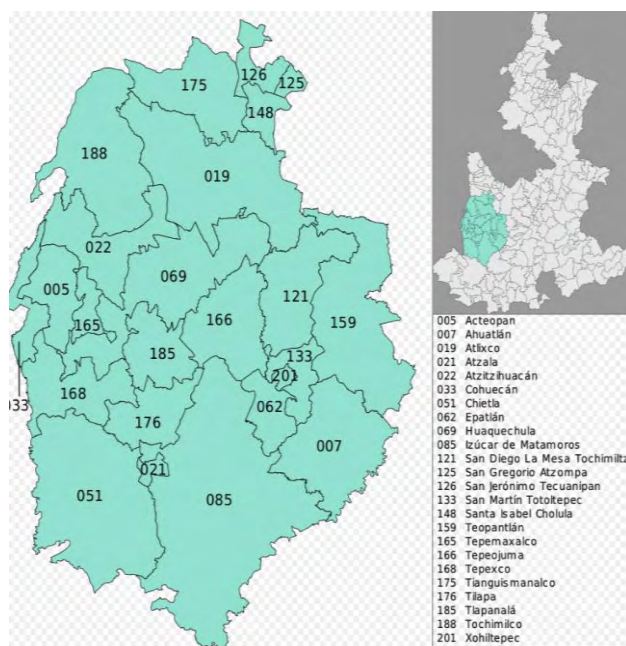 175
126
125
148
188
019
022
069
005
121
166
159
165
185
133
201
168
033
062
176
007
021
051
085
005 Acteopan
007 Ahuatlán
019 Atlixco
021 Atzala
022 Atzitzihuacán
033 Cohuecán
051 Chietla
062 Epatlán
069 Huaquechula
085 Izúcar de Matamoros
121 San Diego La Mesa Tochimiltz
125 San Gregorio Atzompa
126 San Jerónimo Tecuanipan
133 San Martín Totoltepec
148 Santa Isabel Cholula
159 Teopantlán
165 Tepemaxalco
166 Tepeojuma
168 Tepexco
175 Tianguismanalco
176 Tilapa
185 Tlapanalá
188 Tochimilco
201 Xohiltepec